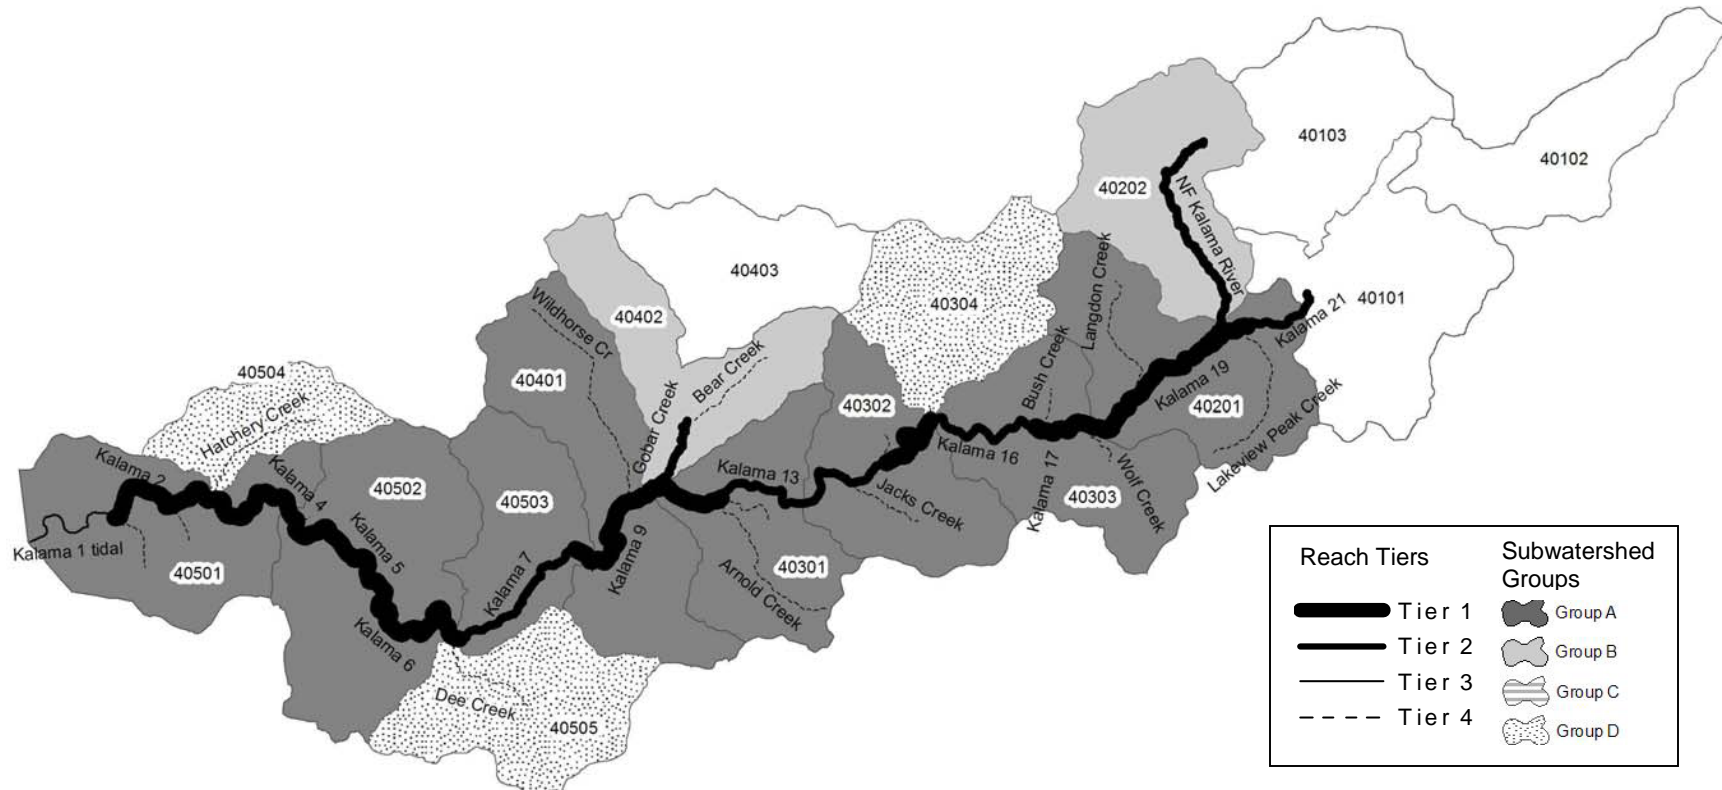 40103
40102
40202
NF Kalama River
40101
Kalama 21
40403
40304
Langdon Creek
40402
Wildhorse Cr
Bush Creek
40401
Bear Creek
40504
Hatchery Creek
Gobar Creek
40302
Kalama 19
40201
Lakeview Peak Creek
Kalama 2
Kalama 4
40502
40503
Kalama 13
Kalama 16
Kalama 17
40303
Wolf Creek
Jacks Creek
Kalama 1 tidal
40501
Kalama 5
Kalama 7
Kalama 9
Arnold Creek
40301
Kalama 6
Dee Creek
40505
Reach Tiers
Tier 1
Tier 2
Tier 3
Tier 4
Subwatershed
Groups
Group A
Group B
Group C
Group D